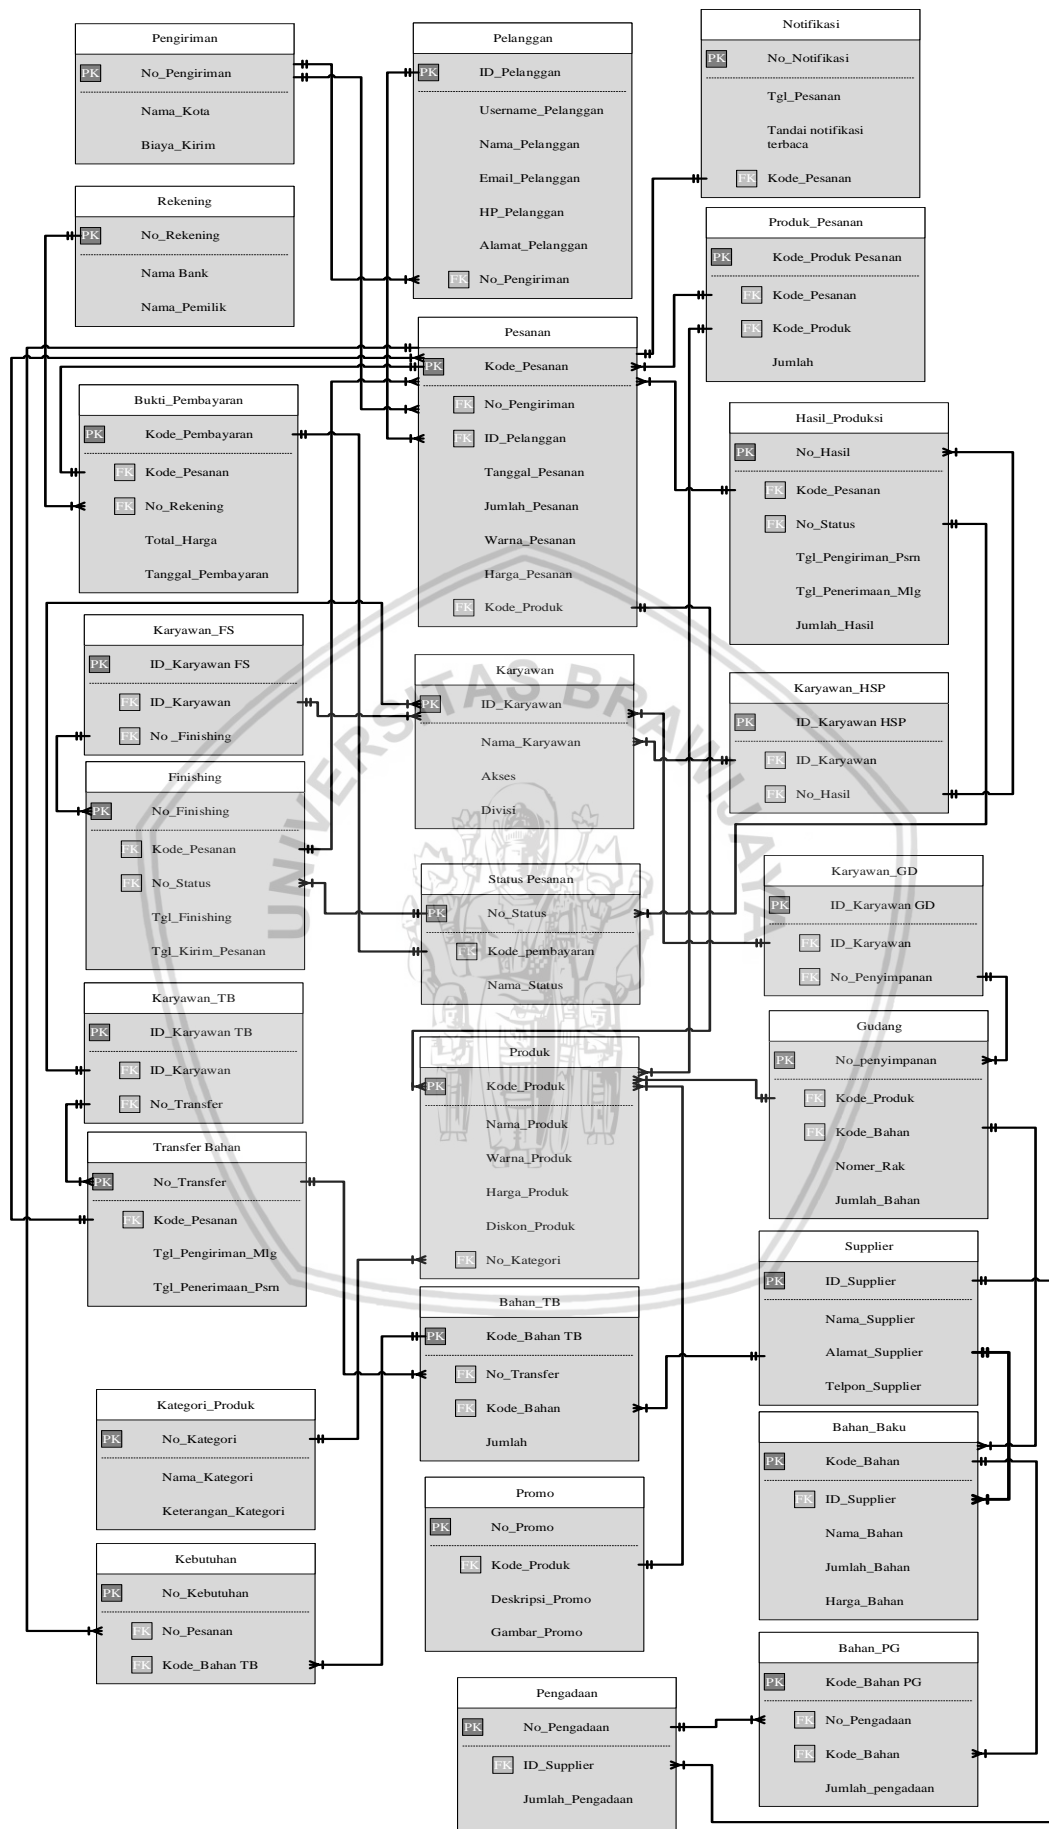 Pengiriman
PK No_Pengiriman
Nama_Kota
Biaya_Kirim
Rekening
PK No_Rekening
Nama Bank
Nama_Pemilik
Bukti_Pembayaran
PK Kode_Pembayaran
FK Kode_Pesanan
FK No_Rekening
Total_Harga
Tanggal_Pembayaran
Karyawan_FS
PK ID_Karyawan FS
FK ID_Karyawan
FK No_Finishing
Finishing
PK No_Finishing
FK Kode_Pesanan
FK No_Status
Tgl_Finishing
Tgl_Kirim_Pesanan
Karyawan_TB
PK ID_Karyawan TB
FK ID_Karyawan
FK No_Transfer
Transfer Bahan
PK No_Transfer
FK Kode_Pesanan
Tgl_Pengiriman_Mlg
Tgl_Penerimaan_Psrn
Kategori_Produk
PK No_Kategori
Nama_Kategori
Keterangan_Kategori
Kebutuhan
PK No_Kebutuhan
FK No_Pesanan
FK Kode_Bahan TB
Pelanggan
PK ID_Pelanggan
Username_Pelanggan
Nama_Pelanggan
Email_Pelanggan
HP_Pelanggan
Alamat_Pelanggan
FK No_Pengiriman
Pesanan
PK Kode_Pesanan
FK No_Pengiriman
FK ID_Pelanggan
Tanggal_Pesanan
Jumlah_Pesanan
Warna_Pesanan
Harga_Pesanan
FK Kode_Produk
Karyawan
PK ID_Karyawan
Nama_Karyawan
Akses
Divisi
Status Pesanan
PK No_Status
FK Kode_pembayaran
Nama_Status
Produk
PK Kode_Produk
Nama_Produk
Warna_Produk
Harga_Produk
Diskon_Produk
FK No_Kategori
Bahan_TB
PK Kode_Bahan TB
FK No_Transfer
FK Kode_Bahan
Jumlah
Promo
PK No_Promo
FK Kode_Produk
Deskripsi_Promo
Gambar_Promo
Pengadaan
PK No_Pengadaan
FK ID_Supplier
Jumlah_Pengadaan
Notifikasi
PK No_Notifikasi
Tgl_Pesanan
Tandai notifikasi
terbaca
FK Kode_Pesanan
Produk_Pesanan
PK Kode_Produk Pesanan
FK Kode_Pesanan
FK Kode_Produk
Jumlah
Hasil_Produksi
PK No_Hasil
FK Kode_Pesanan
FK No_Status
Tgl_Pengiriman_Psrn
Tgl_Penerimaan_Mlg
Jumlah_Hasil
Karyawan_HSP
PK ID_Karyawan HSP
FK ID_Karyawan
FK No_Hasil
Karyawan_GD
PK ID_Karyawan GD
FK ID_Karyawan
FK No_Penyimpanan
Gudang
PK No_penyimpanan
FK Kode_Produk
FK Kode_Bahan
Nomer_Rak
Jumlah_Bahan
Supplier
PK ID_Supplier
Nama_Supplier
Alamat_Supplier
Telpon_Supplier
Bahan_Baku
PK Kode_Bahan
FK ID_Supplier
Nama_Bahan
Jumlah_Bahan
Harga_Bahan
Bahan_PG
PK Kode_Bahan PG
FK No_Pengadaan
FK Kode_Bahan
Jumlah_pengadaan
UNIVERSITAS BRAWIJAYA